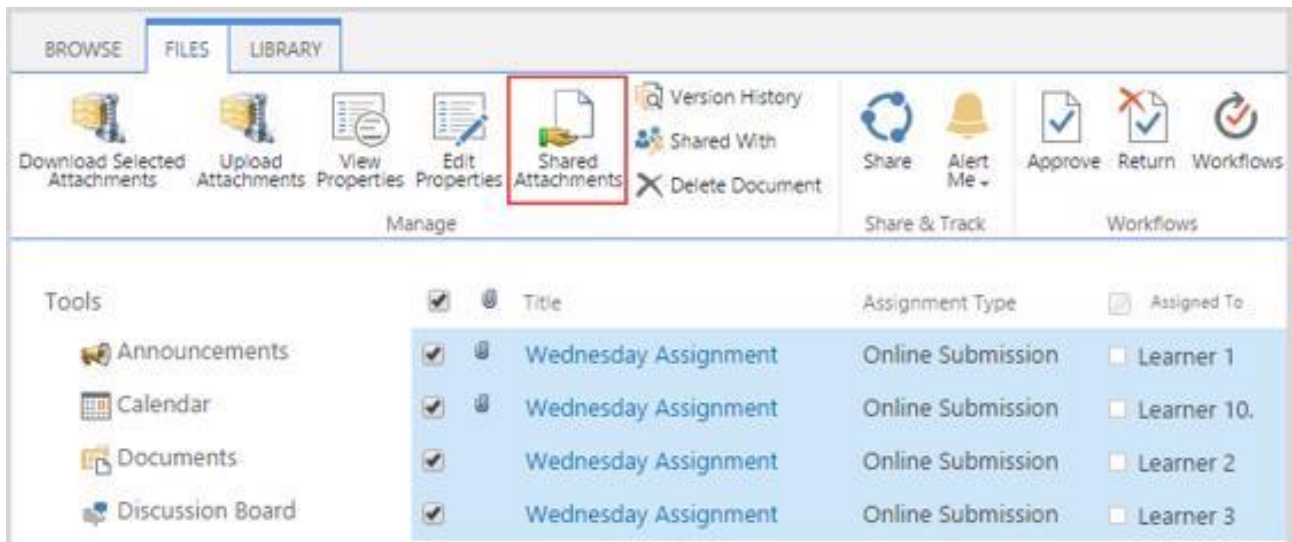 BROWSE FILES LIBRARY
Download Selected Attachments
Upload Attachments
View Properties
Edit Properties
Shared Attachments
Version History
Shared With
Delete Document
Share
Alert Me
Approve
Return
Workflows
Manage
Share & Track
Workflows
Tools
Announcements
Calendar
Documents
Discussion Board
Title Assignment Type Assigned To
Wednesday Assignment Online Submission Learner 1
Wednesday Assignment Online Submission Learner 10.
Wednesday Assignment Online Submission Learner 2
Wednesday Assignment Online Submission Learner 3